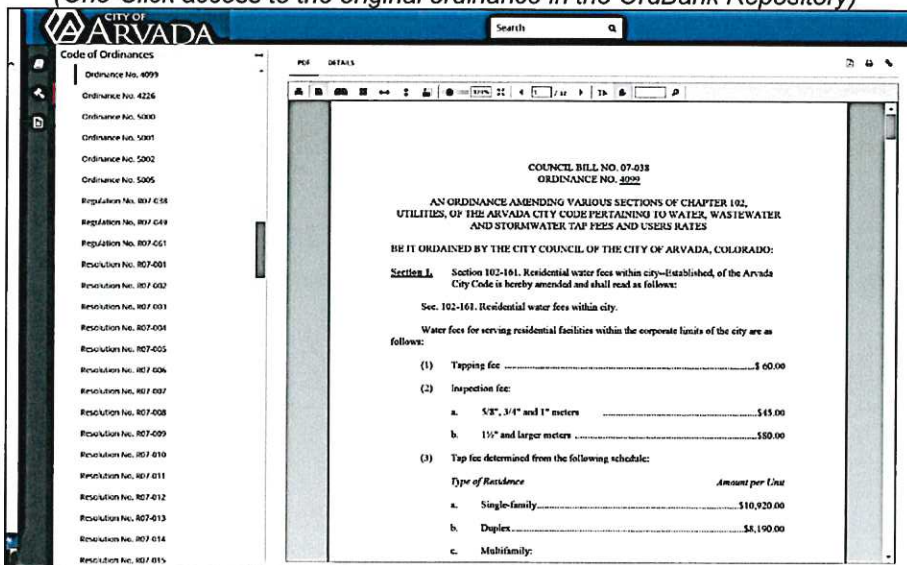 (One-Click access to the original ordinance in the OrdBank Repository)
CITY OF
ARVADA
Search
Code of Ordinances
Ordinance No. 4099
Ordinance No. 4226
Ordinance No. 5000
Ordinance No. 5001
Ordinance No. 5002
Ordinance No. 5005
Regulation No. R07-038
Regulation No. R07-049
Regulation No. R07-061
Resolution No. R07-001
Resolution No. R07-002
Resolution No. R07-003
Resolution No. R07-004
Resolution No. R07-005
Resolution No. R07-006
Resolution No. R07-007
Resolution No. R07-008
Resolution No. R07-009
Resolution No. R07-010
Resolution No. R07-011
Resolution No. R07-012
Resolution No. R07-013
Resolution No. R07-014
Resolution No. R07-015
PDF DETAILS
1 / 12
COUNCIL BILL NO. 07-038
ORDINANCE NO. 4099
AN ORDINANCE AMENDING VARIOUS SECTIONS OF CHAPTER 102,
UTILITIES, OF THE ARVADA CITY CODE PERTAINING TO WATER, WASTEWATER
AND STORMWATER TAP FEES AND USERS RATES
BE IT ORDAINED BY THE CITY COUNCIL OF THE CITY OF ARVADA, COLORADO:
Section 1. Section 102-161. Residential water fees within city–Established, of the Arvada
City Code is hereby amended and shall read as follows:
Sec. 102-161. Residential water fees within city.
Water fees for serving residential facilities within the corporate limits of the city are as
follows:
(1) Tapping fee ....................$ 60.00
(2) Inspection fee:
a. 5/8", 3/4" and 1" meters ....................$45.00
b. 1½" and larger meters ....................$80.00
(3) Tap fee determined from the following schedule:
Type of Residence Amount per Unit
a. Single-family....................$10,920.00
b. Duplex....................$8,190.00
c. Multifamily: